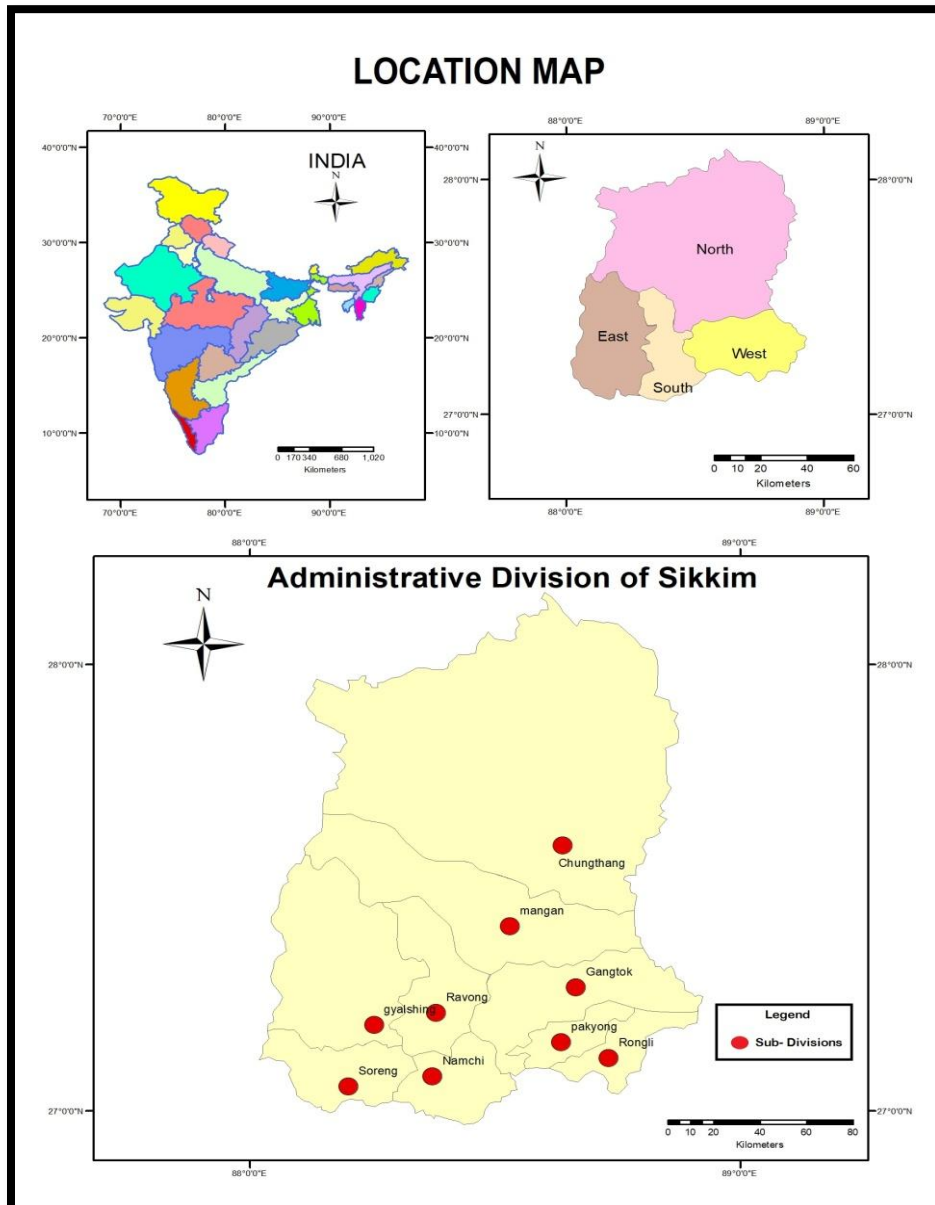 LOCATION MAP
70°0'0"E 80°0'0"E 90°0'0"E
40°0'0"N 40°0'0"N
INDIA
N
30°0'0"N 30°0'0"N
20°0'0"N 20°0'0"N
10°0'0"N 10°0'0"N
0 170 340 680 1,020
Kilometers
70°0'0"E 80°0'0"E 90°0'0"E
88°0'0"E 89°0'0"E
N
28°0'0"N 28°0'0"N
North
East
West
South
27°0'0"N 27°0'0"N
0 10 20 40 60
Kilometers
88°0'0"E 89°0'0"E
88°0'0"E 89°0'0"E
Administrative Division of Sikkim
N
28°0'0"N 28°0'0"N
Chungthang
mangan
Gangtok
Ravong
gyalshing
pakyong
Rongli
Namchi
Soreng
Legend
Sub- Divisions
27°0'0"N 27°0'0"N
0 10 20 40 60 80
Kilometers
88°0'0"E 89°0'0"E